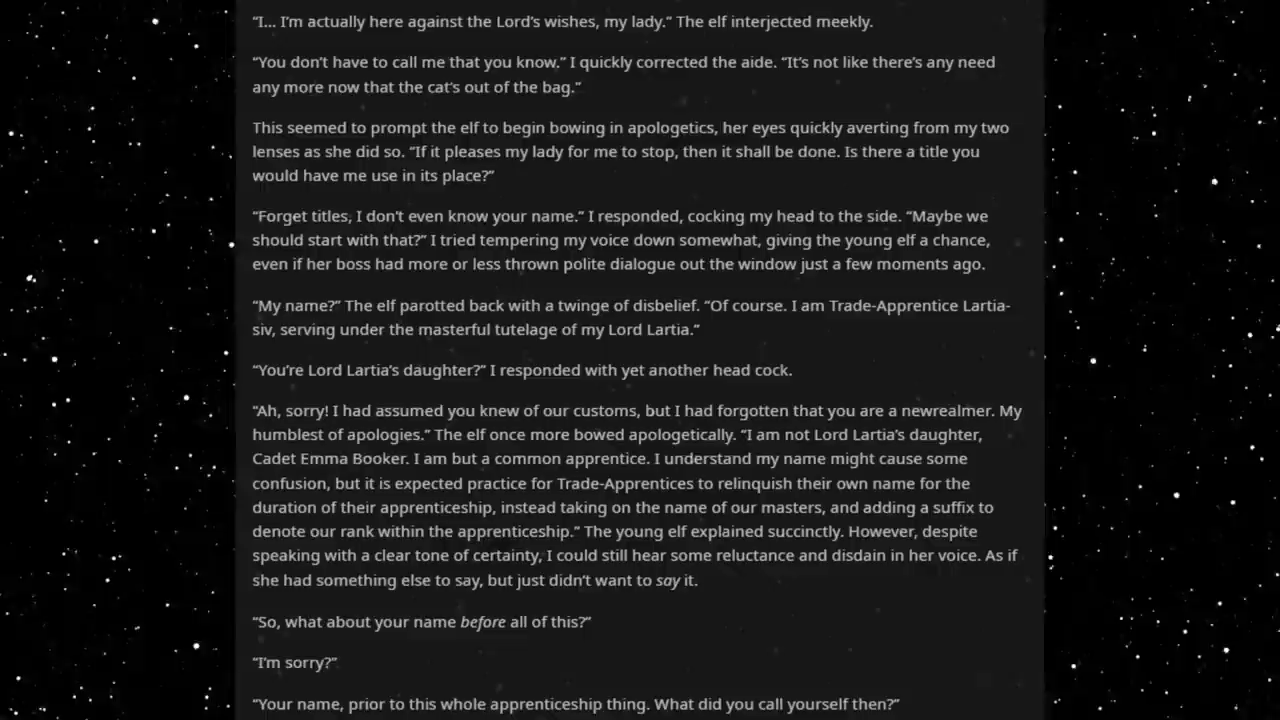 “I... I’m actually here against the Lord’s wishes, my lady.” The elf interjected meekly.
“You don’t have to call me that you know.” I quickly corrected the aide. “It’s not like there’s any need
any more now that the cat’s out of the bag.”
This seemed to prompt the elf to begin bowing in apologetics, her eyes quickly averting from my two
lenses as she did so. “If it pleases my lady for me to stop, then it shall be done. Is there a title you
would have me use in its place?”
“Forget titles, I don’t even know your name.” I responded, cocking my head to the side. “Maybe we
should start with that?” I tried tempering my voice down somewhat, giving the young elf a chance,
even if her boss had more or less thrown polite dialogue out the window just a few moments ago.
“My name?” The elf parotted back with a twinge of disbelief. “Of course. I am Trade-Apprentice Lartia-
siv, serving under the masterful tutelage of my Lord Lartia.”
“You’re Lord Lartia’s daughter?” I responded with yet another head cock.
“Ah, sorry! I had assumed you knew of our customs, but I had forgotten that you are a newrealmer. My
humblest of apologies.” The elf once more bowed apologetically. “I am not Lord Lartia’s daughter,
Cadet Emma Booker. I am but a common apprentice. I understand my name might cause some
confusion, but it is expected practice for Trade-Apprentices to relinquish their own name for the
duration of their apprenticeship, instead taking on the name of our masters, and adding a suffix to
denote our rank within the apprenticeship.” The young elf explained succinctly. However, despite
speaking with a clear tone of certainty, I could still hear some reluctance and disdain in her voice. As if
she had something else to say, but just didn’t want to say it.
“So, what about your name before all of this?”
“I’m sorry?”
“Your name, prior to this whole apprenticeship thing. What did you call yourself then?”